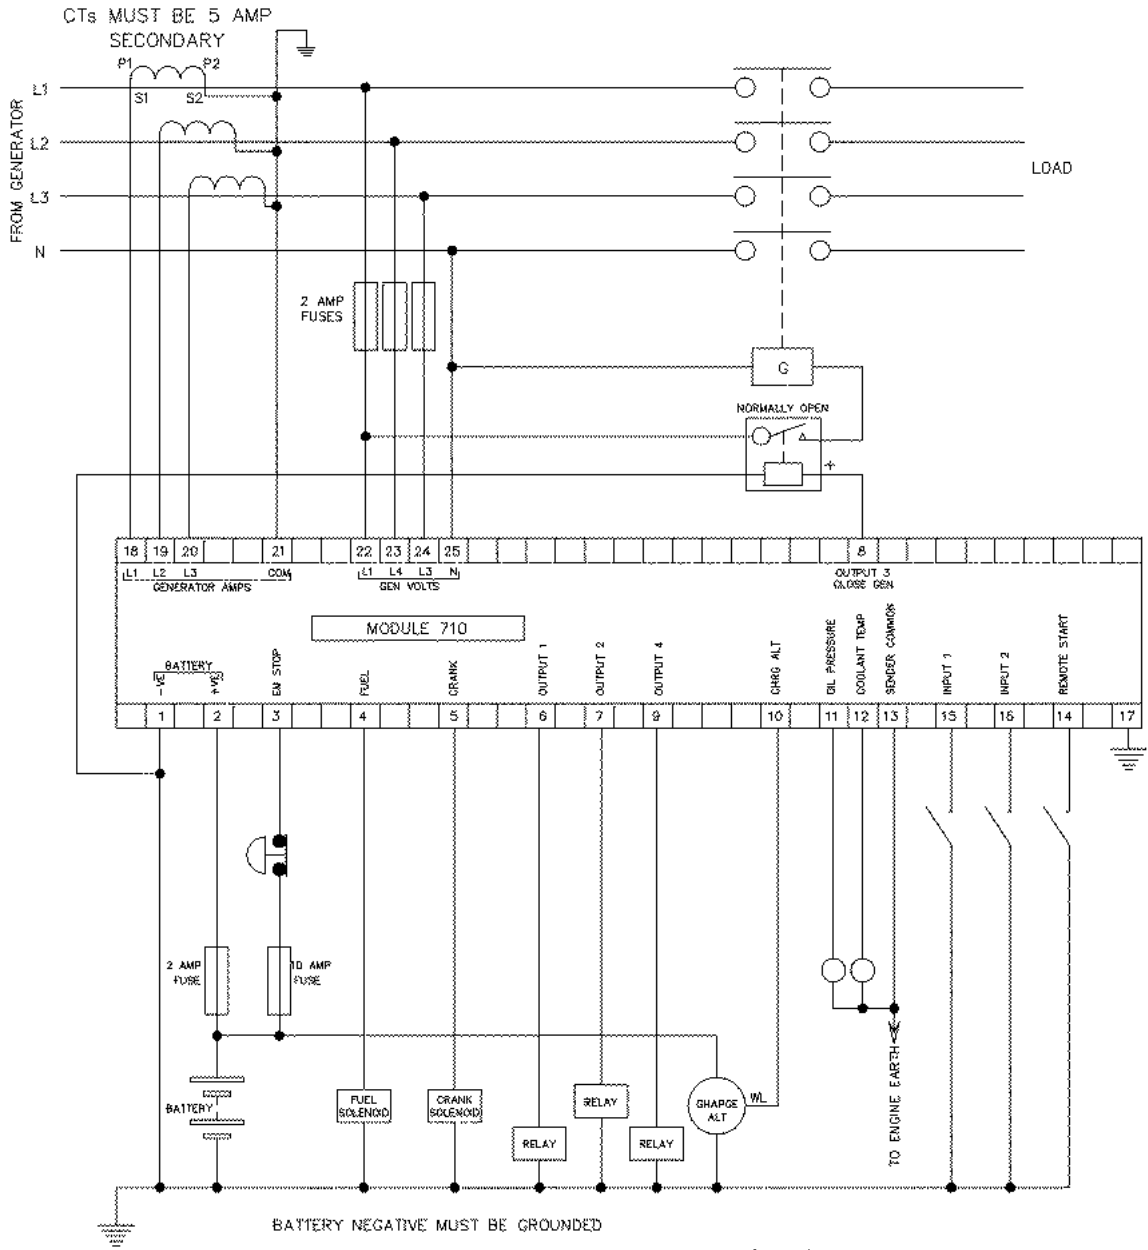 CTs MUST BE 5 AMP
SECONDARY
P1 P2
S1 S2
FROM GENERATOR
L1
L2
L3
N
LOAD
2 AMP
FUSES
G
NORMALLY OPEN
+
18 19 20 21 22 23 24 25 8
L1 L2 L3 COM L1 L4 L3 N
GENERATOR AMPS
GEN VOLTS
OUTPUT 3
CLOSE GEN
MODULE 710
BATTERY
-VE
+VE
EM STOP
FUEL
CRANK
OUTPUT 1
OUTPUT 2
OUTPUT 4
CHRG ALT
OIL PRESSURE
COOLANT TEMP
SENDER COMMON
INPUT 1
INPUT 2
REMOTE START
1 2 3 4 5 6 7 9 10 11 12 13 15 16 14 17
2 AMP
FUSE
10 AMP
FUSE
BATTERY
FUEL
SOLENOID
CRANK
SOLENOID
RELAY
RELAY
RELAY
CHARGE
ALT
WL
TO ENGINE EARTH
BATTERY NEGATIVE MUST BE GROUNDED